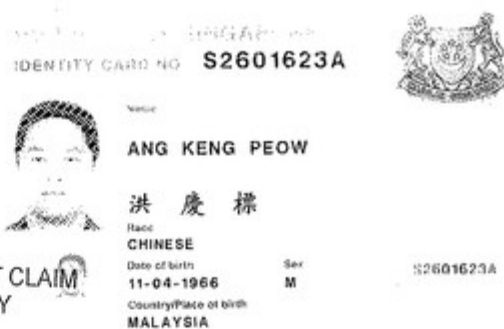 IDENTITY CARD NO S2601623A
Name
ANG KENG PEOW
洪 慶 標
Race
CHINESE
Date of birth Sex
11-04-1966 M
S2601623A
Country/Place of birth
MALAYSIA
CLAIM
Y